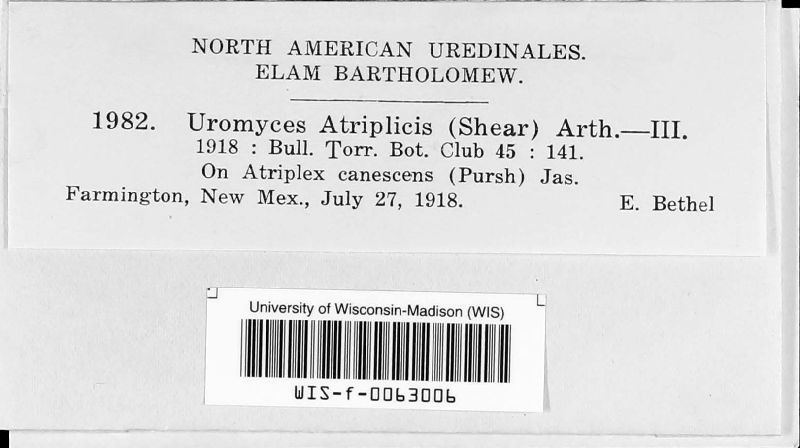 NORTH AMERICAN UREDINALES.
ELAM BARTHOLOMEW.
1982. Uromyces Atriplicis (Shear) Arth.—III.
1918 : Bull. Torr. Bot. Club 45 : 141.
On Atriplex canescens (Pursh) Jas.
Farmington, New Mex., July 27, 1918. E. Bethel
University of Wisconsin-Madison (WIS)
WIS-f-0063006